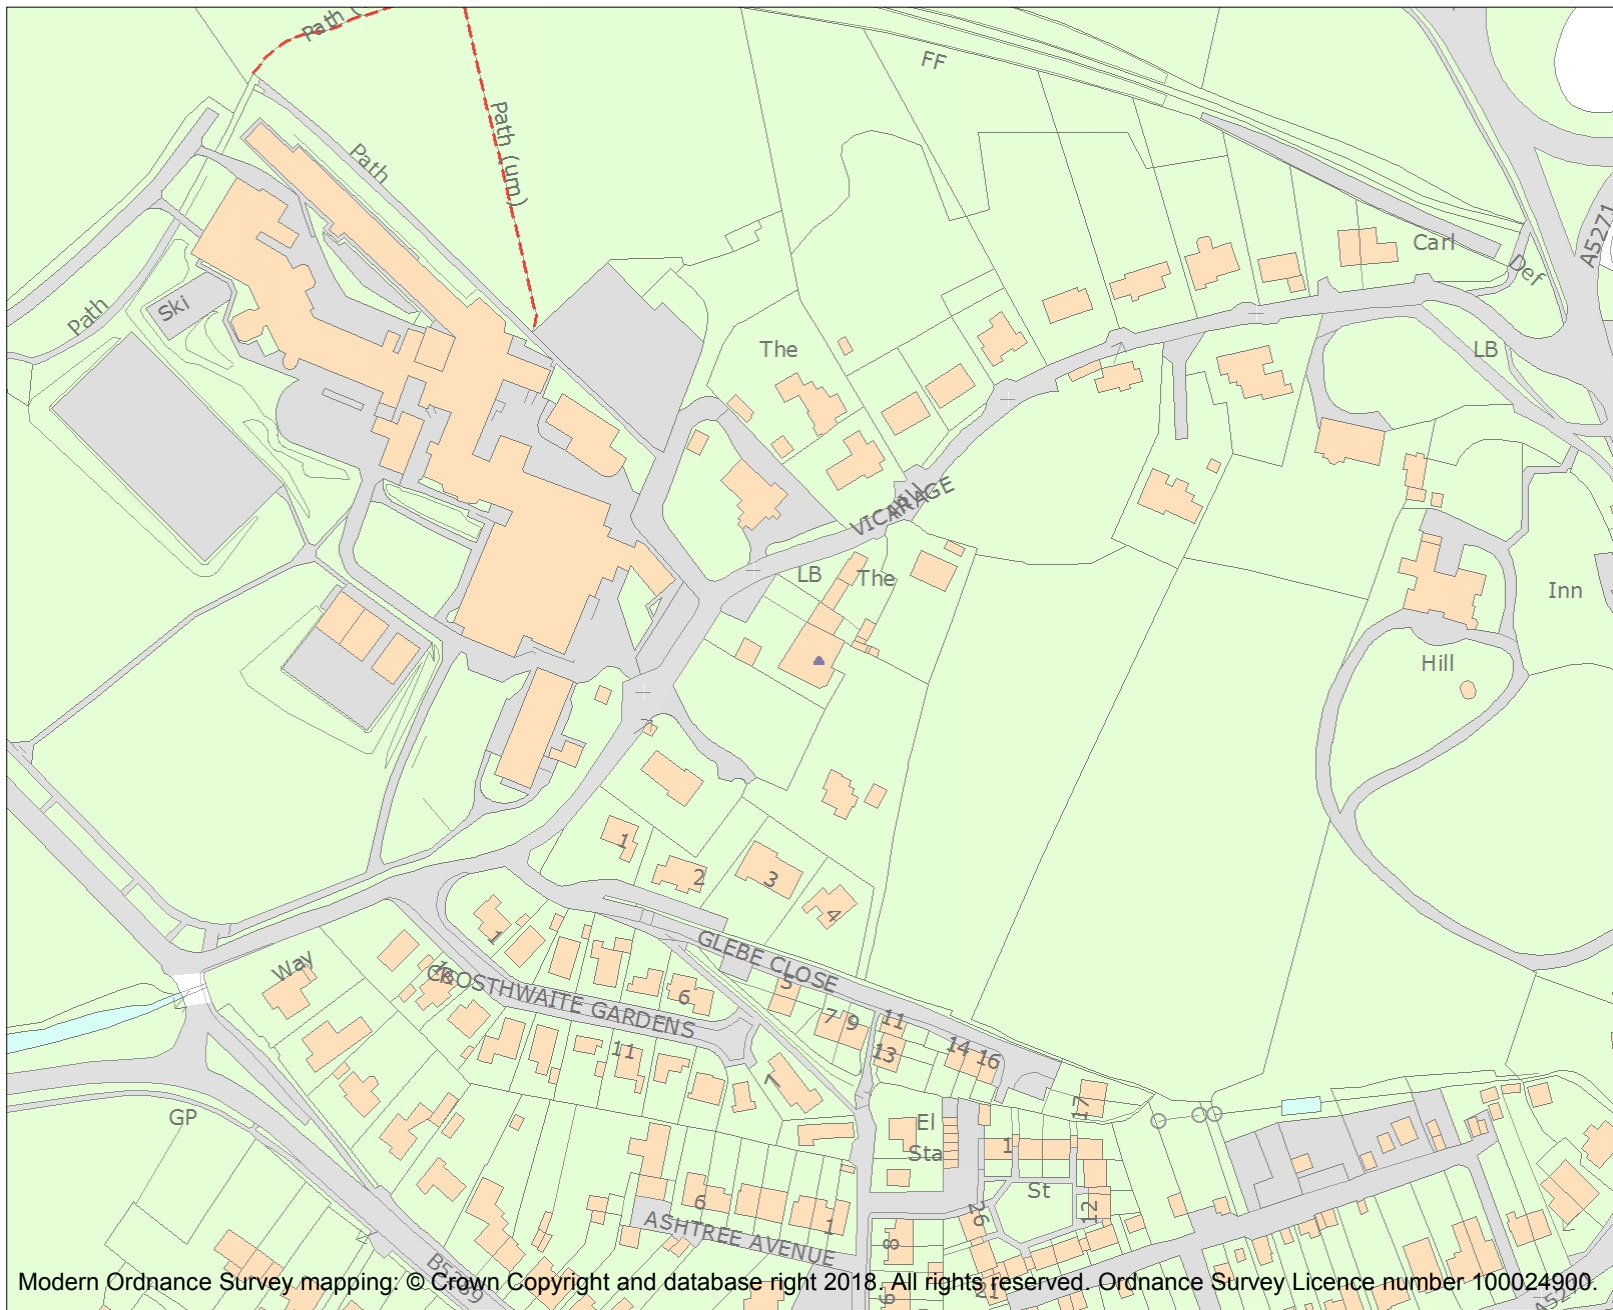 Path (
FF
Path (um)
Path
A5271
Carl
Def
Path
Ski
The
LB
VICARAGE
LB
The
Inn
Hill
1
2
3
4
1
GLEBE CLOSE
Way
CROSTHWAITE GARDENS
6
5
7
9
11
11
13
14
16
7
17
GP
El
Sta
1
St
6
1
26
12
ASHTREE AVENUE
8
B5289
21
Modern Ordnance Survey mapping: © Crown Copyright and database right 2018. All rights reserved. Ordnance Survey Licence number 100024900.